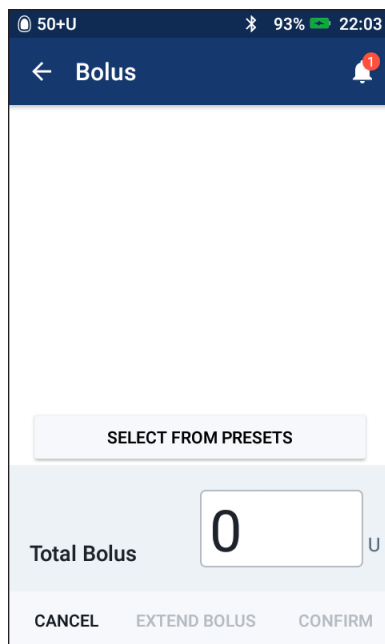 50+U 93% 22:03
Bolus 1
SELECT FROM PRESETS
Total Bolus 0 U
CANCEL EXTEND BOLUS CONFIRM